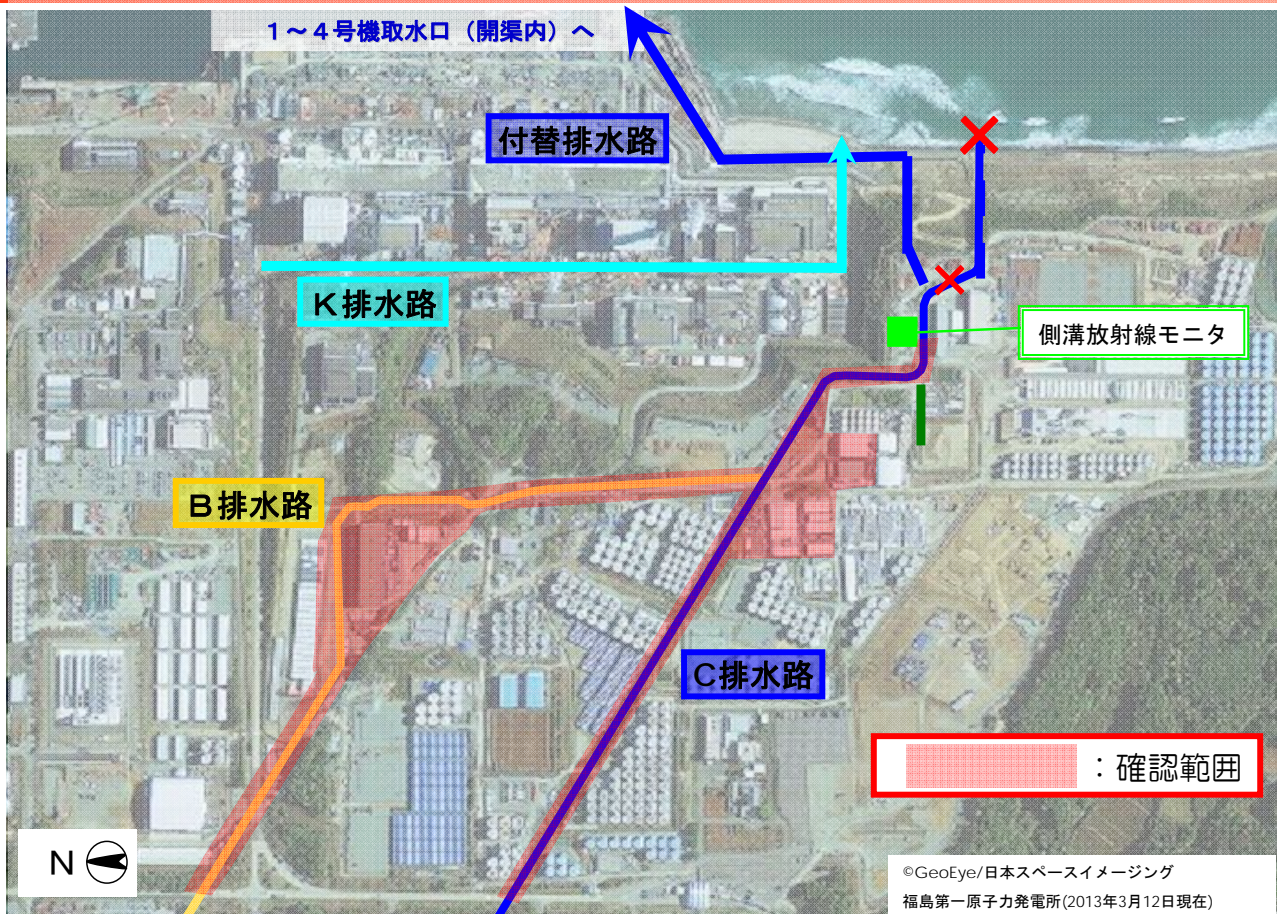 1～4号機取水口（開渠内）へ
付替排水路
K排水路
側溝放射線モニタ
B排水路
C排水路
：確認範囲
N
©GeoEye/日本スペースイメージング
福島第一原子力発電所(2013年3月12日現在)